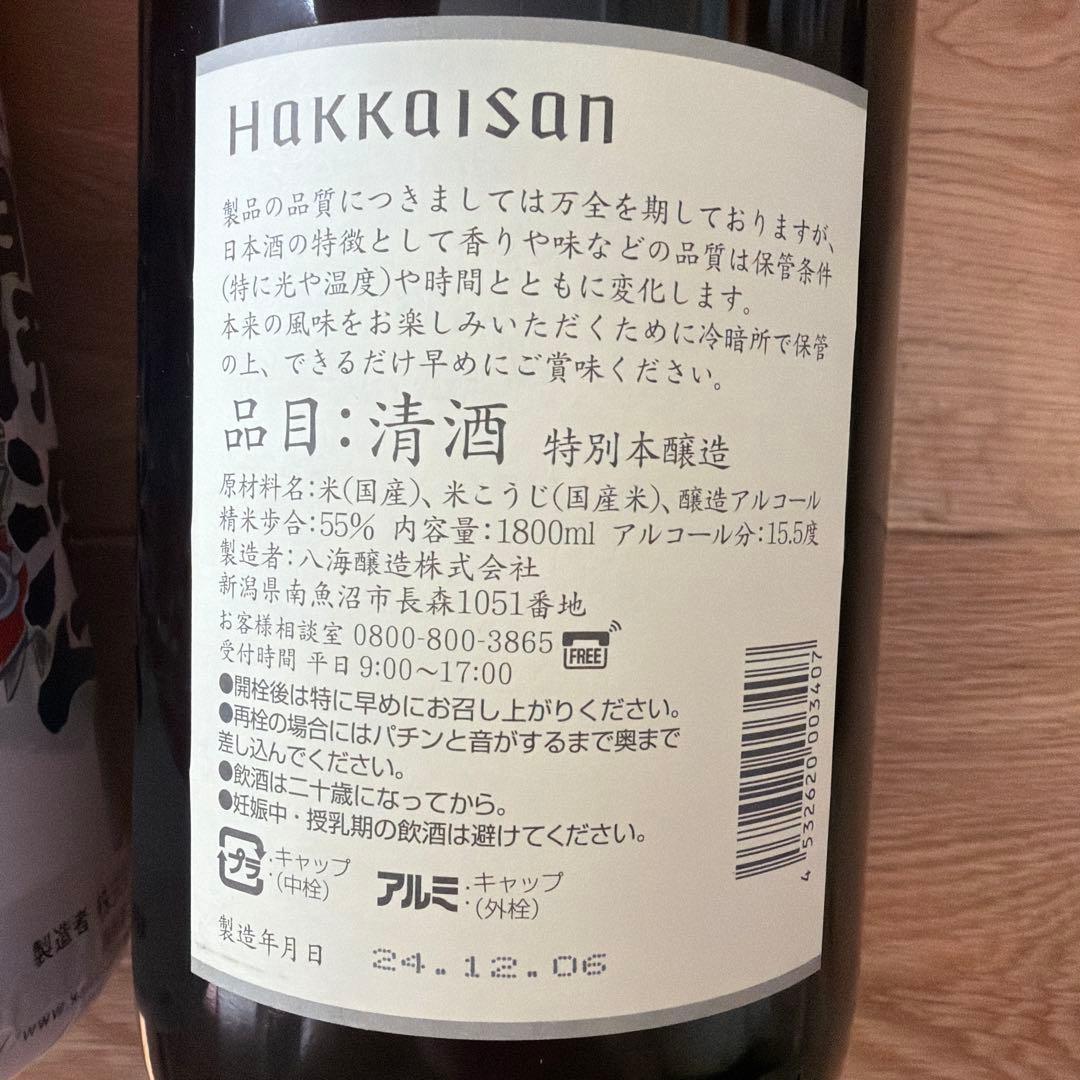 Hakkaisan
製品の品質につきましては万全を期しておりますが、
日本酒の特徴として香りや味などの品質は保管条件
(特に光や温度)や時間とともに変化します。
本来の風味をお楽しみいただくために冷暗所で保管
の上、できるだけ早めにご賞味ください。
品目:清酒 特別本醸造
原材料名:米(国産)、米こうじ(国産米)、醸造アルコール
精米歩合:55% 内容量:1800ml アルコール分:15.5度
製造者:八海醸造株式会社
新潟県南魚沼市長森1051番地
お客様相談室 0800-800-3865 FREE
受付時間 平日 9:00~17:00
●開栓後は特に早めにお召し上がりください。
●再栓の場合にはパチンと音がするまで奥まで
差し込んでください。
●飲酒は二十歳になってから。
●妊娠中・授乳期の飲酒は避けてください。
プラ:キャップ
(中栓)
アルミ:キャップ
(外栓)
製造年月日 24.12.06
4 532620 003407
製造者
www.